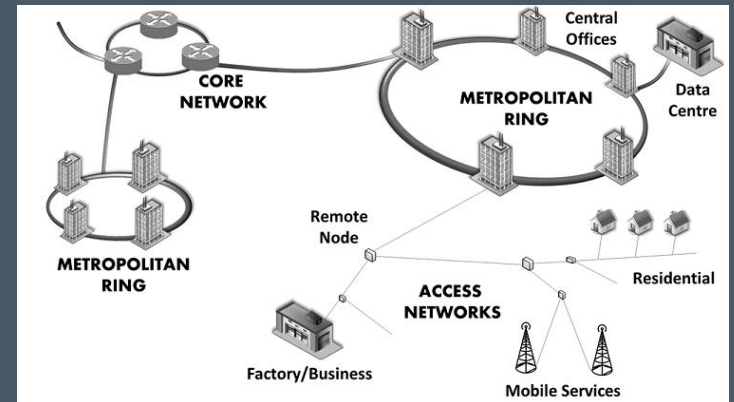 Central
Offices
CORE
NETWORK
METROPOLITAN
RING
Data
Centre
Remote
Node
METROPOLITAN
RING
ACCESS
NETWORKS
Residential
Factory/Business
Mobile Services